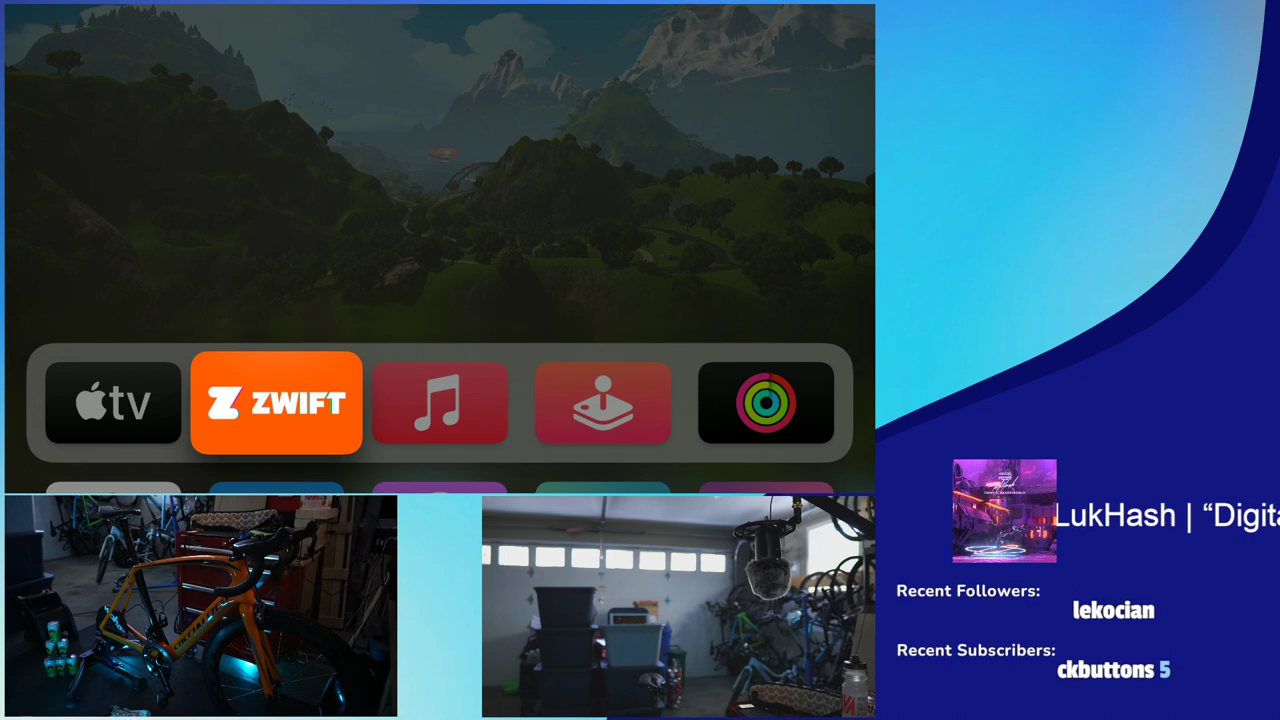 tv
ZWIFT
LukHash | “Digita
Recent Followers:
lekocian
Recent Subscribers:
ckbuttons 5